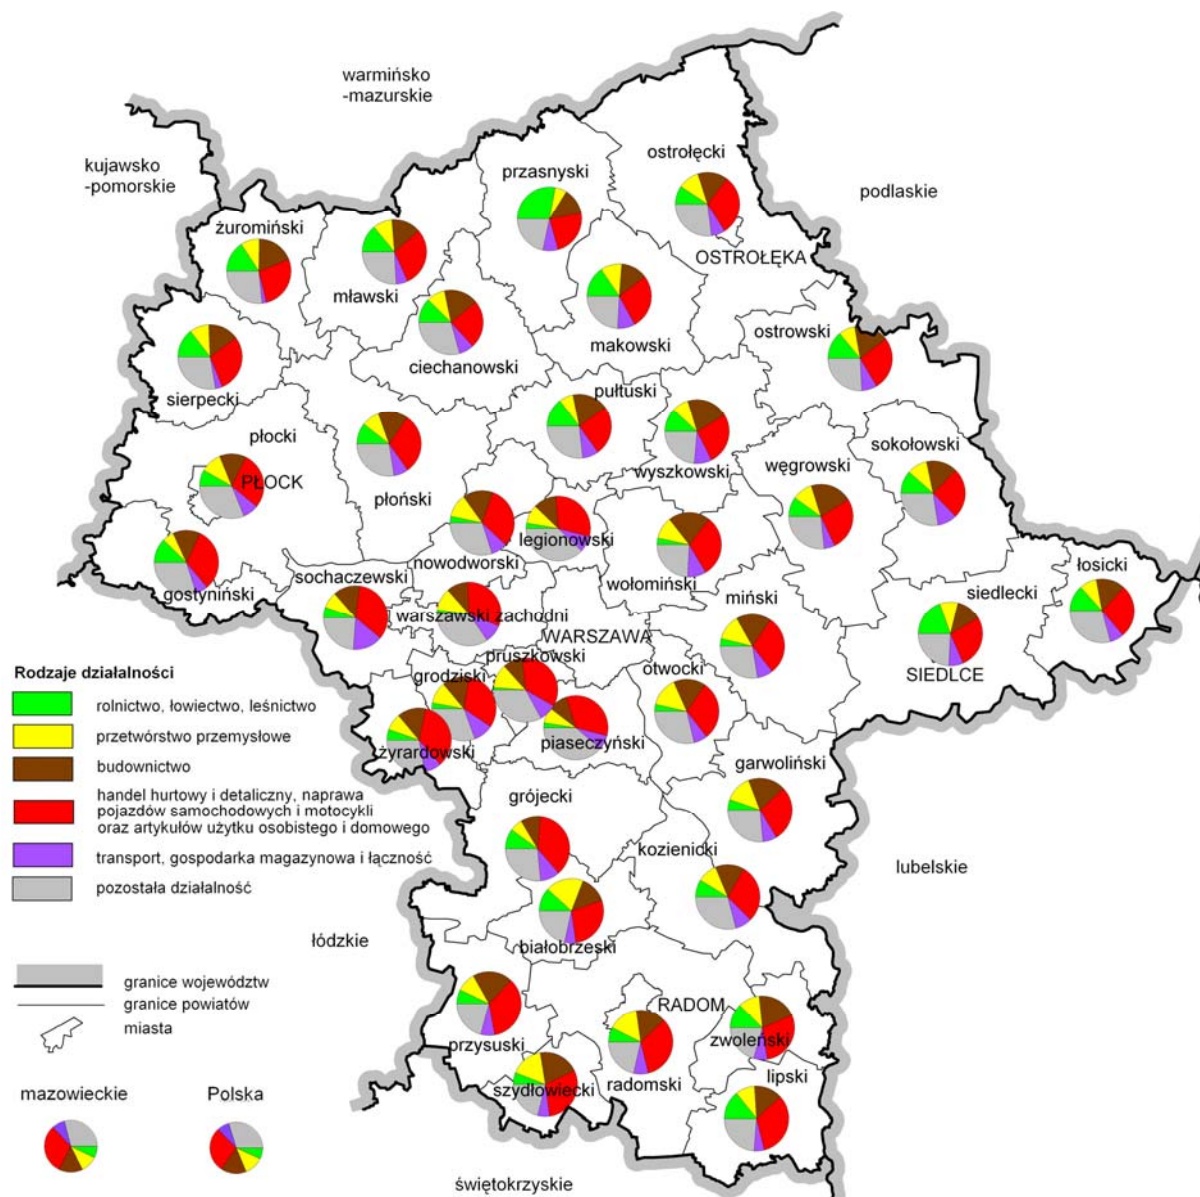 warmińsko
-mazurskie
kujawsko
-pomorskie
podlaskie
ostrołęcki
przasnyski
żuromiński
OSTROŁĘKA
mławski
ostrowski
makowski
ciechanowski
sierpecki
pułtuski
płocki
sokołowski
wyszkowski
węgrowski
PŁOCK
płoński
legionowski
nowodworski
łosicki
sochaczewski
wołomiński
miński
siedlecki
gostyniński
warszawski zachodni
WARSZAWA
pruszkowski
otwocki
SIEDLCE
grodziski
piaseczyński
żyrardowski
garwoliński
grójecki
kozienicki
lubelskie
łódzkie
białobrzeski
RADOM
zwoleński
przysuski
radomski
lipski
szydłowiecki
świętokrzyskie
Rodzaje działalności
rolnictwo, łowiectwo, leśnictwo
przetwórstwo przemysłowe
budownictwo
handel hurtowy i detaliczny, naprawa
pojazdów samochodowych i motocykli
oraz artykułów użytku osobistego i domowego
transport, gospodarka magazynowa i łączność
pozostała działalność
granice województw
granice powiatów
miasta
mazowieckie
Polska